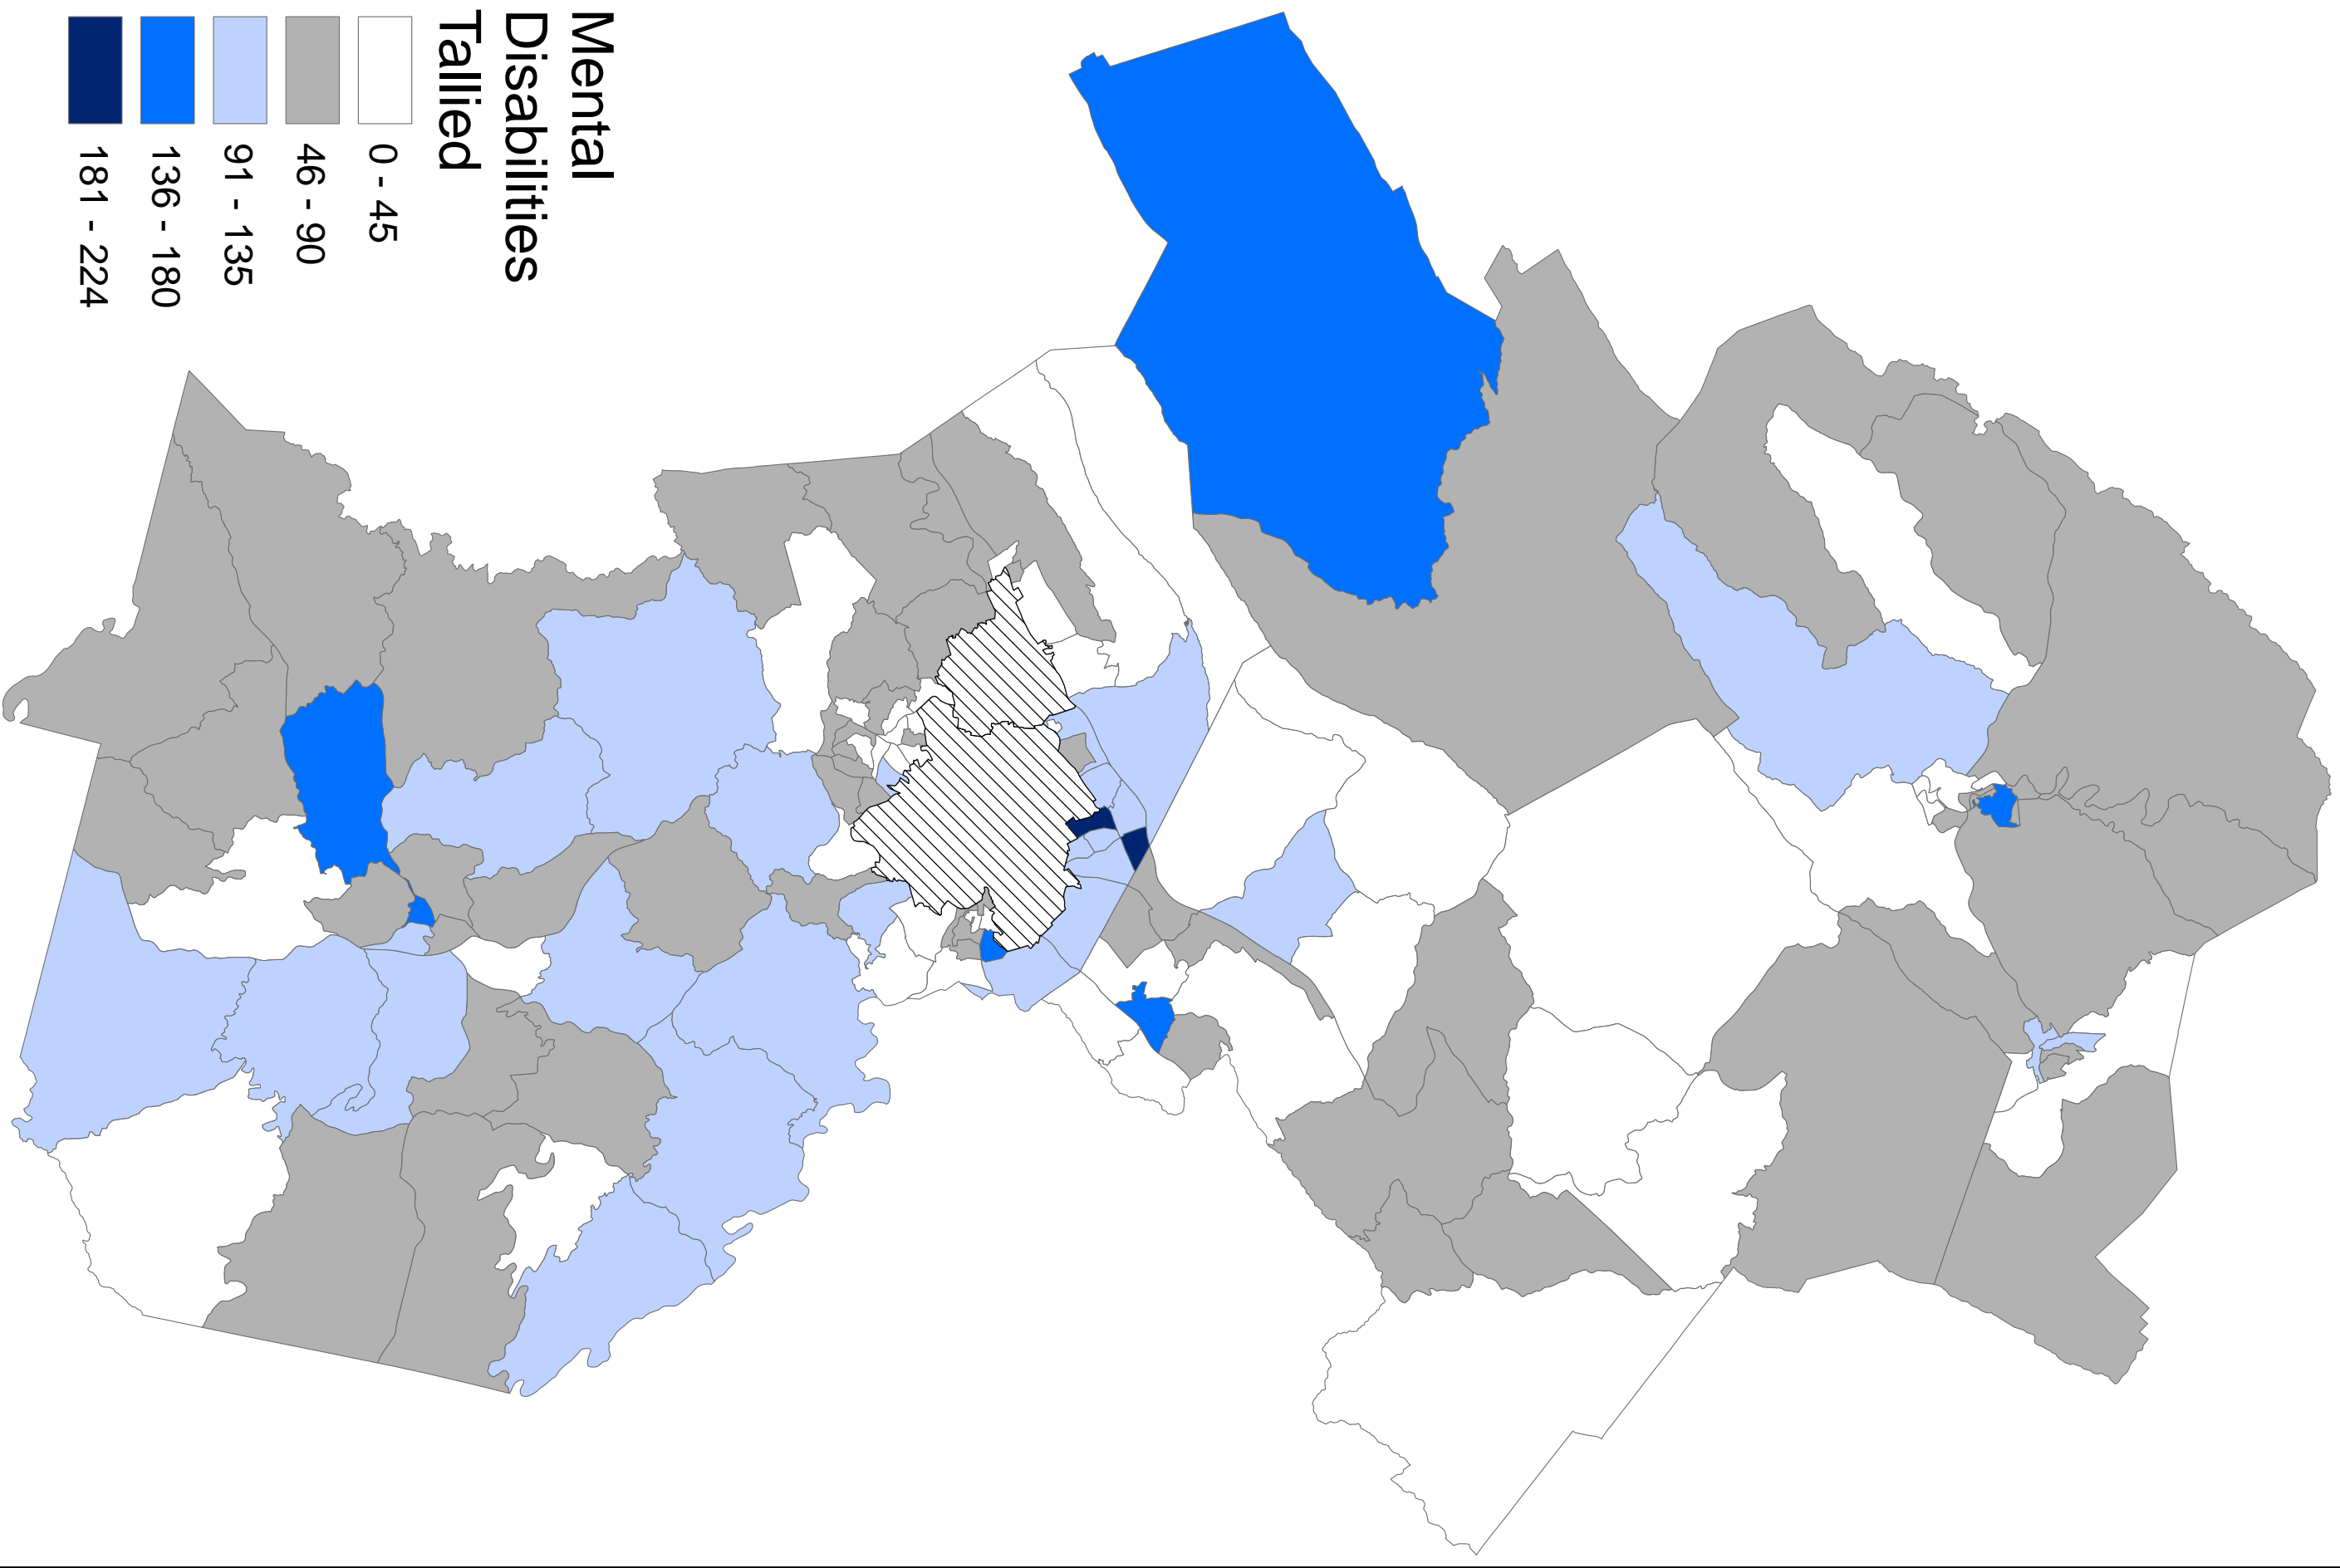 Mental
Disabilities
Tallied
0 - 45
46 - 90
91 - 135
136 - 180
181 - 224